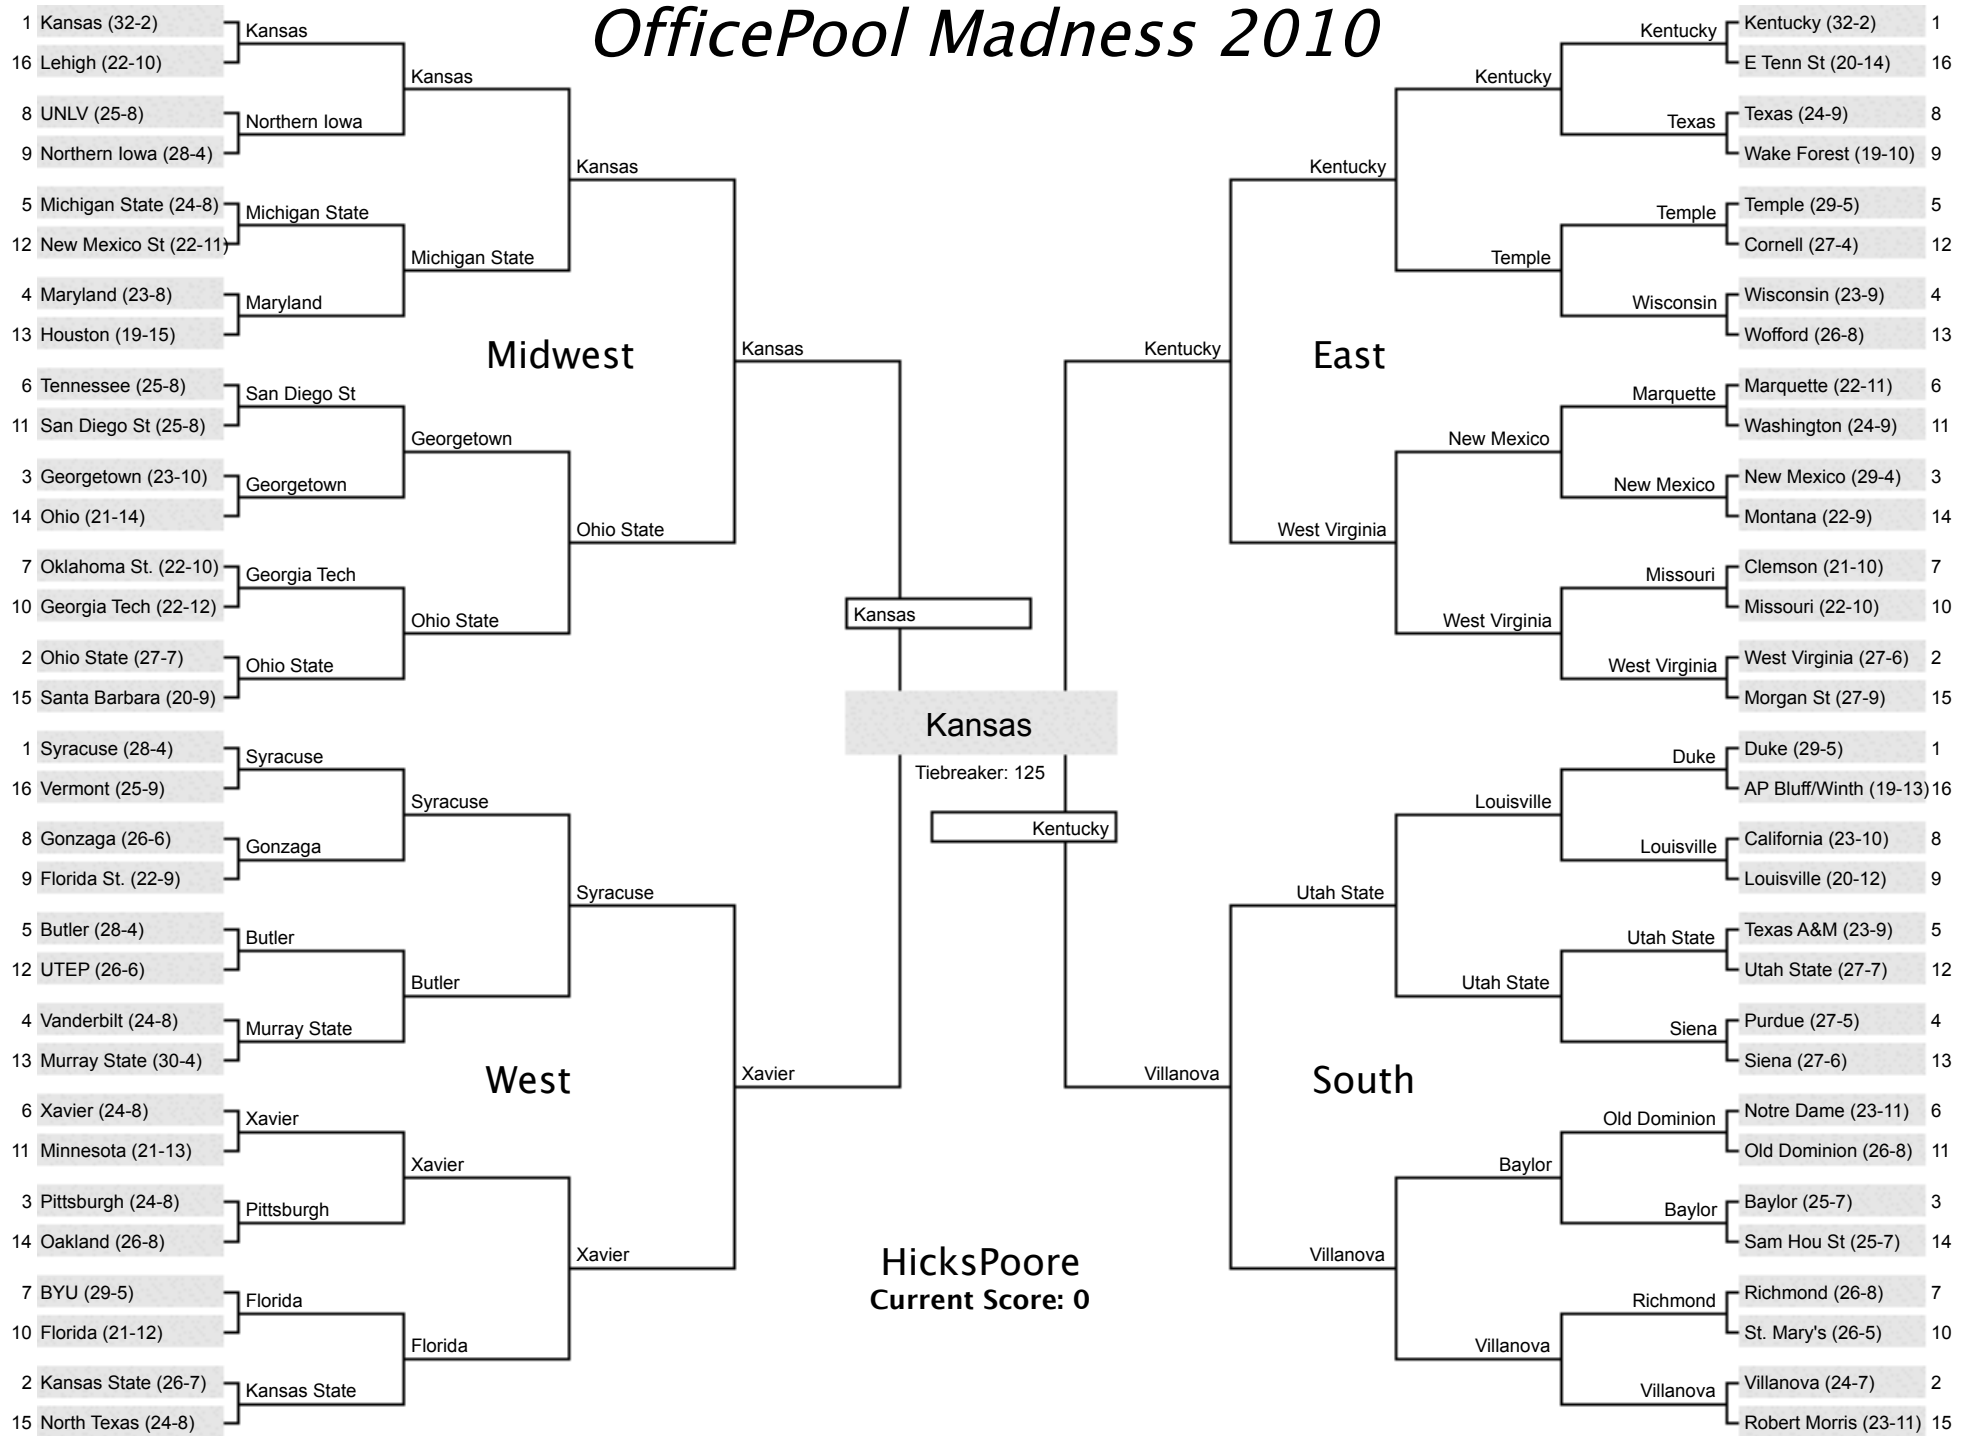 OfficePool Madness 2010
1 Kansas (32-2)
16 Lehigh (22-10)
8 UNLV (25-8)
9 Northern Iowa (28-4)
5 Michigan State (24-8)
12 New Mexico St (22-11)
4 Maryland (23-8)
13 Houston (19-15)
6 Tennessee (25-8)
11 San Diego St (25-8)
3 Georgetown (23-10)
14 Ohio (21-14)
7 Oklahoma St. (22-10)
10 Georgia Tech (22-12)
2 Ohio State (27-7)
15 Santa Barbara (20-9)
Kansas
Northern Iowa
Michigan State
Maryland
San Diego St
Georgetown
Georgia Tech
Ohio State
Kansas
Michigan State
Georgetown
Ohio State
Kansas
Ohio State
Midwest
Kansas
1 Syracuse (28-4)
16 Vermont (25-9)
8 Gonzaga (26-6)
9 Florida St. (22-9)
5 Butler (28-4)
12 UTEP (26-6)
4 Vanderbilt (24-8)
13 Murray State (30-4)
6 Xavier (24-8)
11 Minnesota (21-13)
3 Pittsburgh (24-8)
14 Oakland (26-8)
7 BYU (29-5)
10 Florida (21-12)
2 Kansas State (26-7)
15 North Texas (24-8)
Syracuse
Gonzaga
Butler
Murray State
Xavier
Pittsburgh
Florida
Kansas State
Syracuse
Butler
Xavier
Florida
Syracuse
Xavier
West
Xavier
Kansas
Kansas
Tiebreaker: 125
Kentucky
HicksPoore
Current Score: 0
Kentucky (32-2) 1
E Tenn St (20-14) 16
Texas (24-9) 8
Wake Forest (19-10) 9
Temple (29-5) 5
Cornell (27-4) 12
Wisconsin (23-9) 4
Wofford (26-8) 13
Marquette (22-11) 6
Washington (24-9) 11
New Mexico (29-4) 3
Montana (22-9) 14
Clemson (21-10) 7
Missouri (22-10) 10
West Virginia (27-6) 2
Morgan St (27-9) 15
Kentucky
Texas
Temple
Wisconsin
Marquette
New Mexico
Missouri
West Virginia
Kentucky
Temple
New Mexico
West Virginia
Kentucky
West Virginia
East
Kentucky
Duke (29-5) 1
AP Bluff/Winth (19-13) 16
California (23-10) 8
Louisville (20-12) 9
Texas A&M (23-9) 5
Utah State (27-7) 12
Purdue (27-5) 4
Siena (27-6) 13
Notre Dame (23-11) 6
Old Dominion (26-8) 11
Baylor (25-7) 3
Sam Hou St (25-7) 14
Richmond (26-8) 7
St. Mary's (26-5) 10
Villanova (24-7) 2
Robert Morris (23-11) 15
Duke
Louisville
Utah State
Siena
Old Dominion
Baylor
Richmond
Villanova
Louisville
Utah State
Baylor
Villanova
Utah State
Villanova
South
Villanova